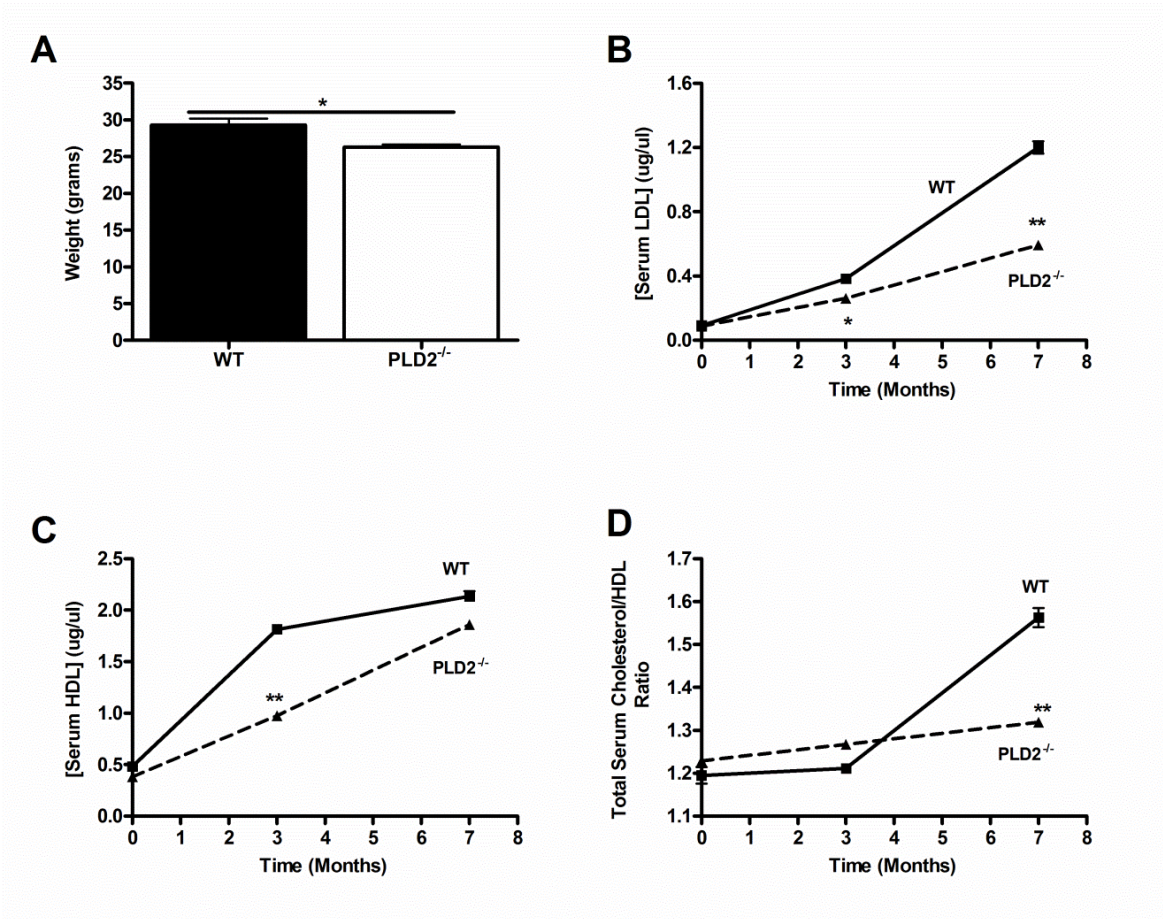 A
35
30
25
20
15
10
5
0
Weight (grams)
*
WT
PLD2-/-
B
1.6
1.2
0.8
0.4
0.0
[Serum LDL] (ug/ul)
WT
**
PLD2-/-
*
0 1 2 3 4 5 6 7 8
Time (Months)
C
2.5
2.0
1.5
1.0
0.5
0.0
[Serum HDL] (ug/ul)
WT
PLD2-/-
**
0 1 2 3 4 5 6 7 8
Time (Months)
D
1.7
1.6
1.5
1.4
1.3
1.2
1.1
Total Serum Cholesterol/HDL
Ratio
WT
**
PLD2-/-
0 1 2 3 4 5 6 7 8
Time (Months)